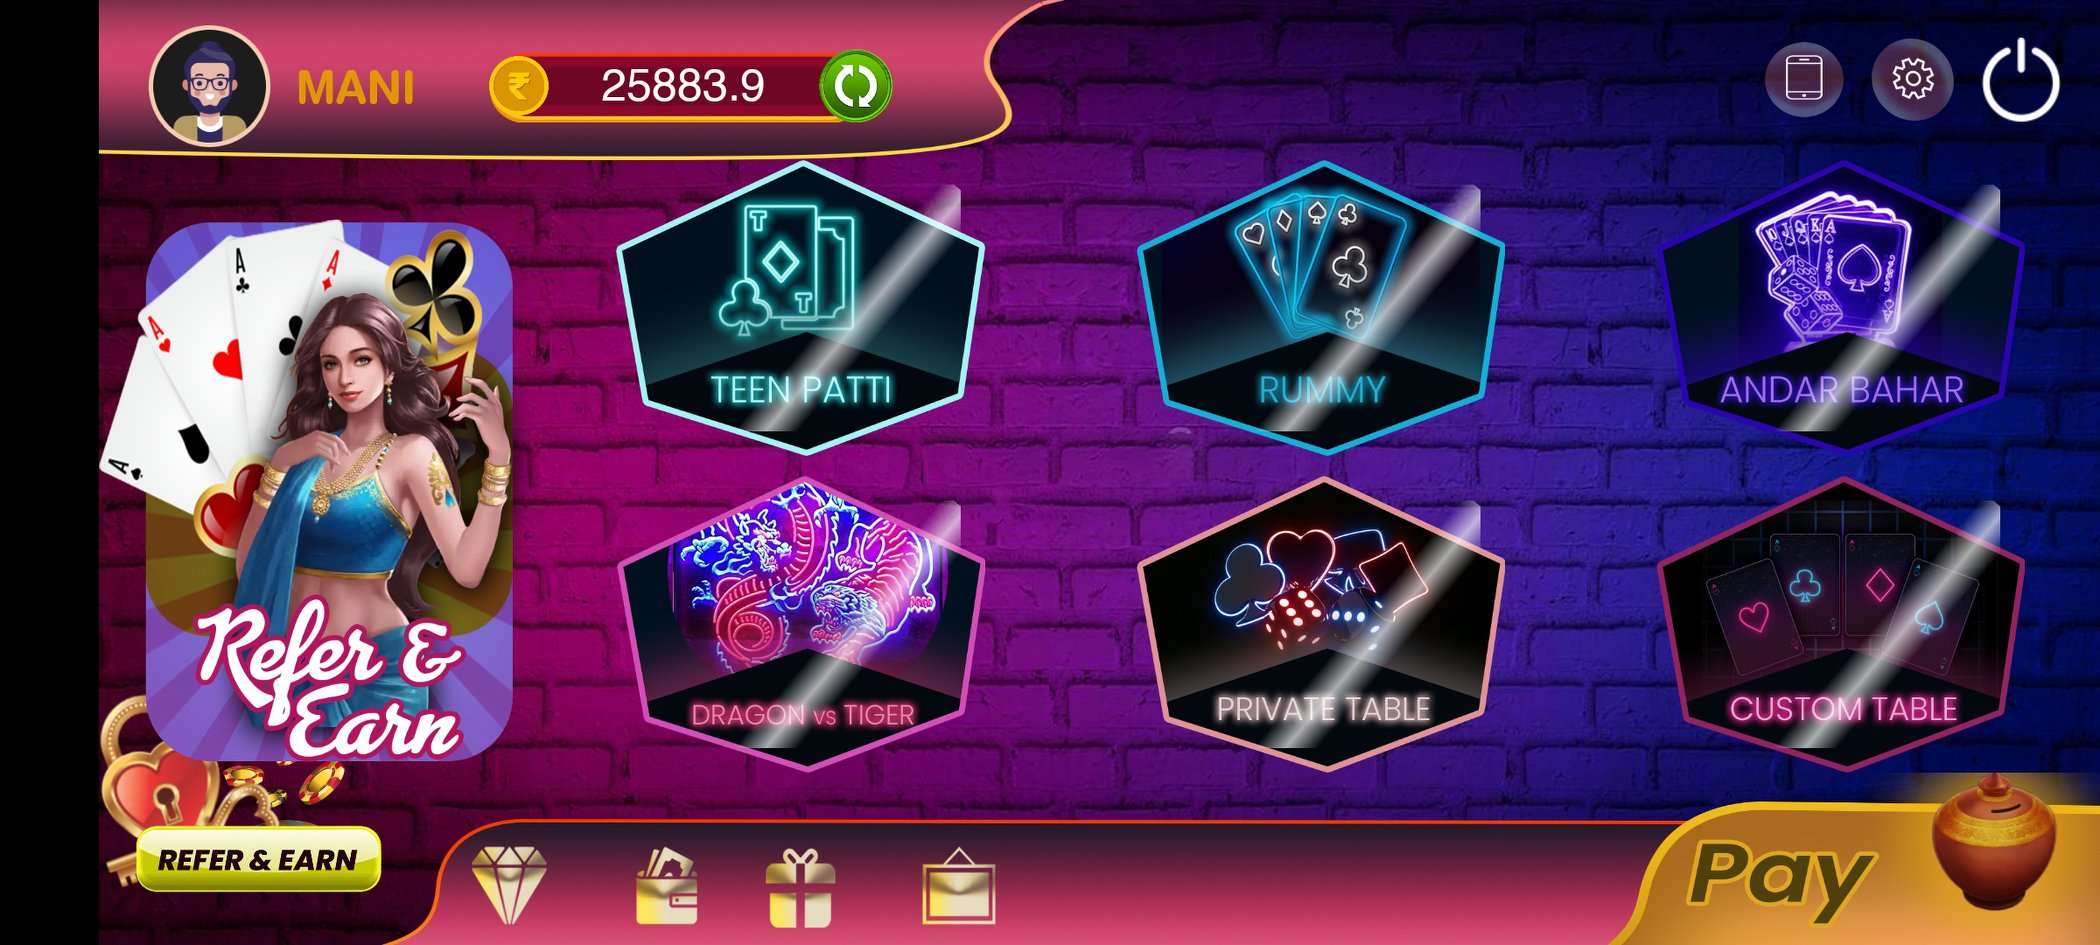 MANI
₹
25883.9
A
A
A
A
T
T
TEEN PATTI
RUMMY
K A
ANDAR BAHAR
Refer &
Earn
DRAGON vs TIGER
PRIVATE TABLE
CUSTOM TABLE
REFER & EARN
Pay